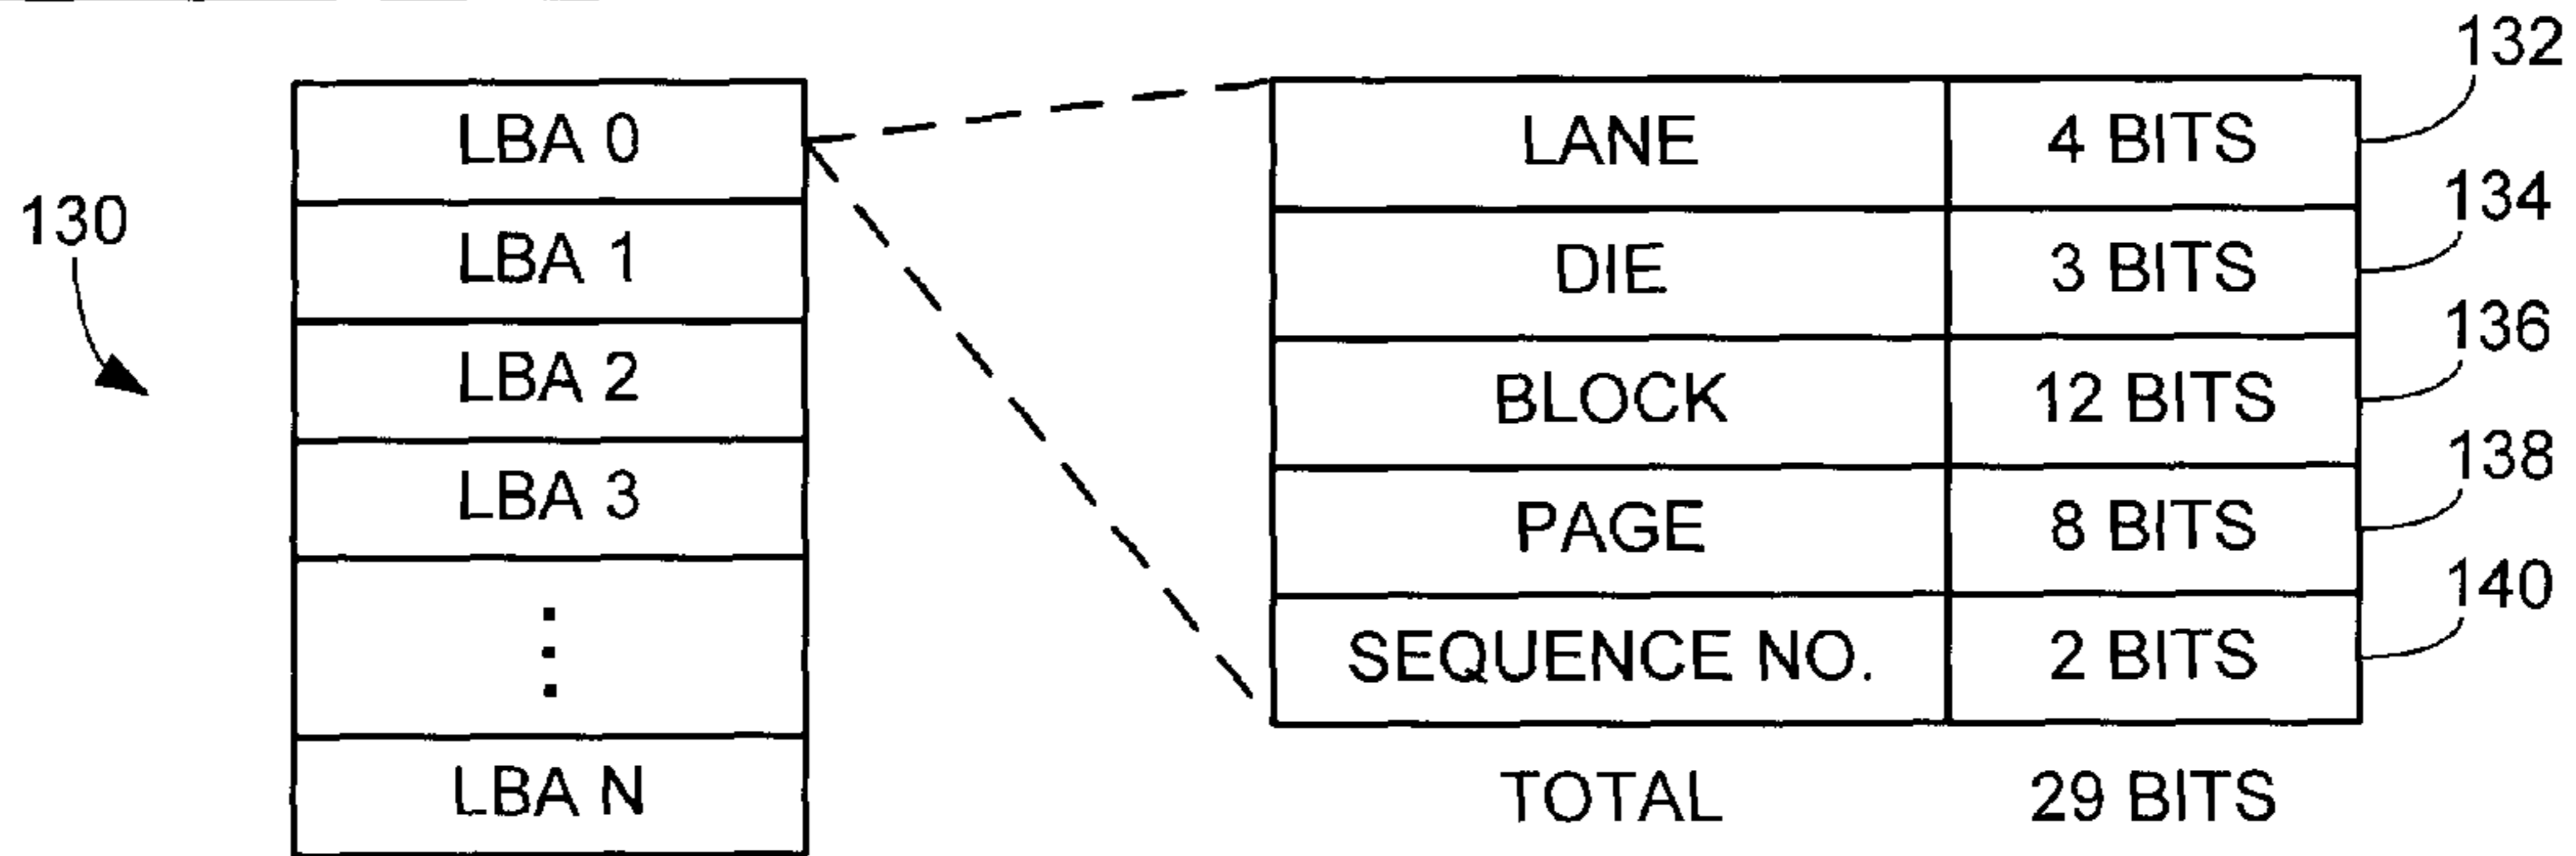 130
LBA 0
LBA 1
LBA 2
LBA 3
LBA N
LANE 4 BITS 132
DIE 3 BITS 134
BLOCK 12 BITS 136
PAGE 8 BITS 138
SEQUENCE NO. 2 BITS 140
TOTAL 29 BITS